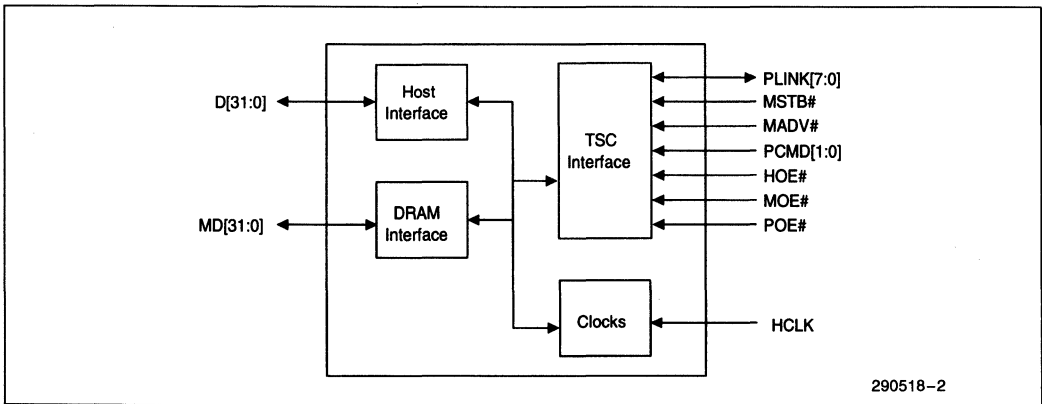 D[31:0]
Host
Interface
MD[31:0]
DRAM
Interface
TSC
Interface
Clocks
PLINK[7:0]
MSTB#
MADV#
PCMD[1:0]
HOE#
MOE#
POE#
HCLK
290518-2